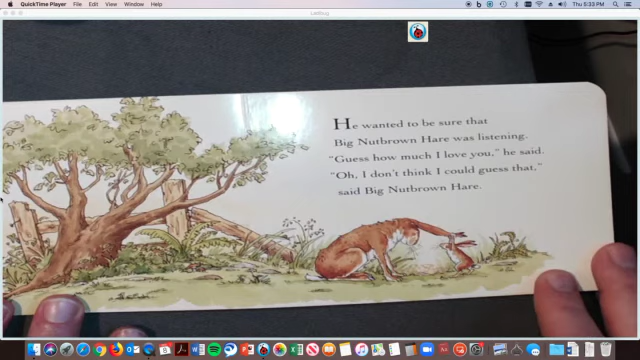 QuickTime Player File Edit View Window Help
Thu 5:33 PM
Ladibug
He wanted to be sure that
Big Nutbrown Hare was listening.
"Guess how much I love you," he said.
"Oh, I don't think I could guess that,"
said Big Nutbrown Hare.